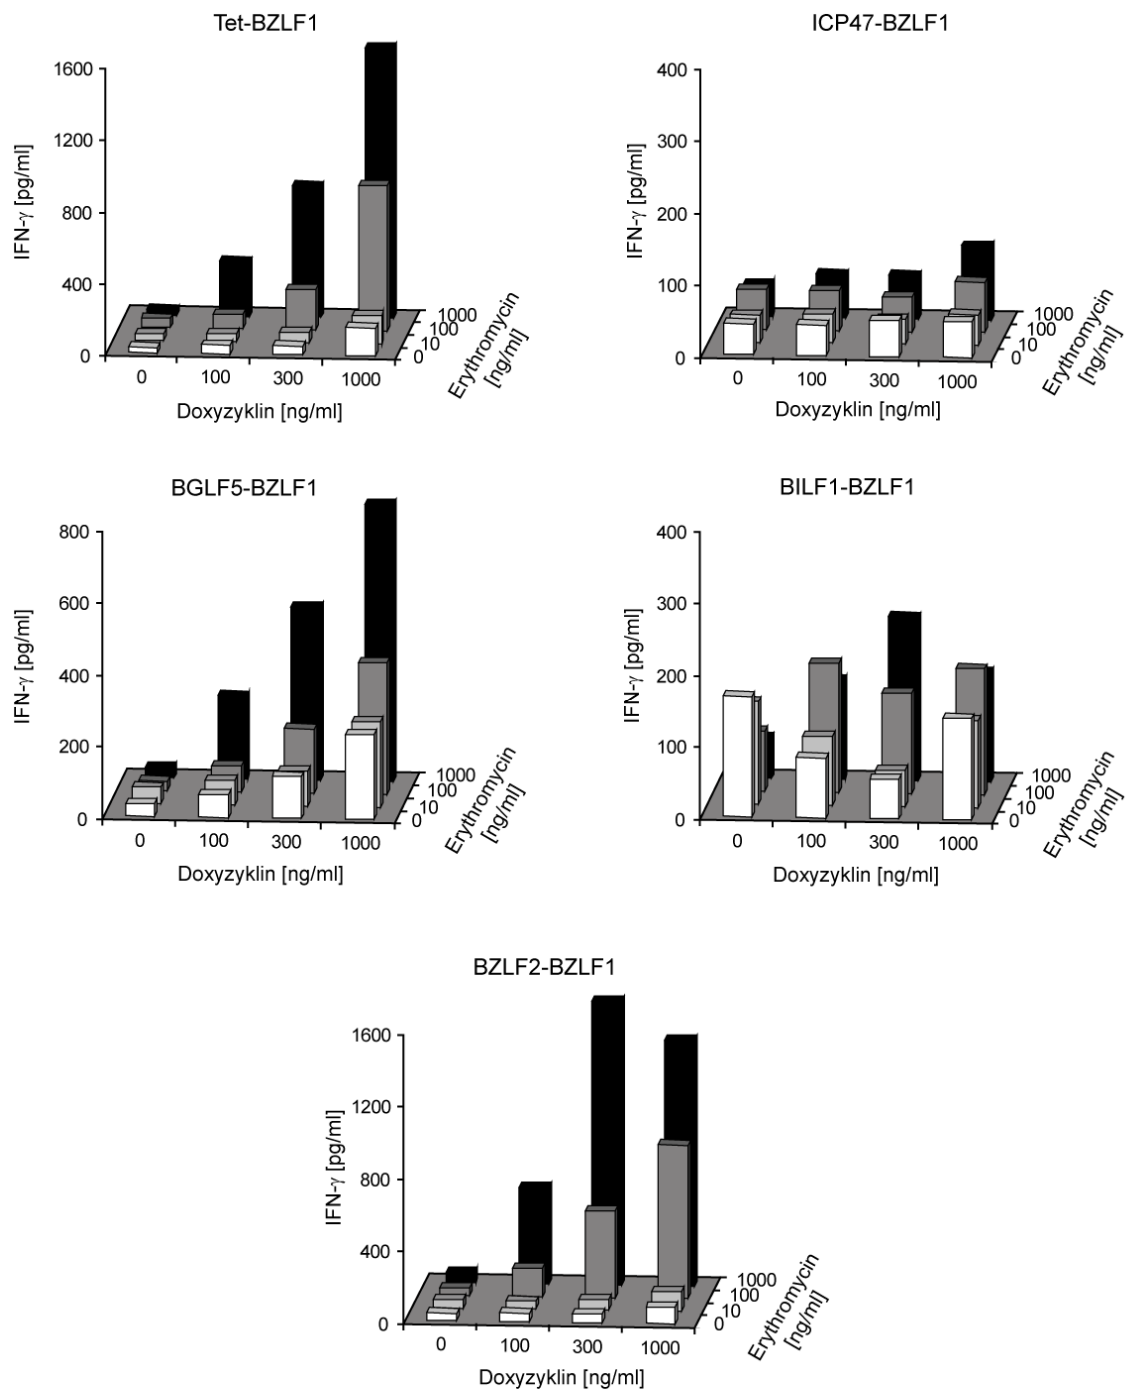 Tet-BZLF1
IFN-γ [pg/ml]
1600
1200
800
400
0
0 100 300 1000
Doxyzyklin [ng/ml]
1000
100
10
0
Erythromycin
[ng/ml]
ICP47-BZLF1
IFN-γ [pg/ml]
400
300
200
100
0
0 100 300 1000
Doxyzyklin [ng/ml]
1000
100
10
0
Erythromycin
[ng/ml]
BGLF5-BZLF1
IFN-γ [pg/ml]
800
600
400
200
0
0 100 300 1000
Doxyzyklin [ng/ml]
1000
100
10
0
Erythromycin
[ng/ml]
BILF1-BZLF1
IFN-γ [pg/ml]
400
300
200
100
0
0 100 300 1000
Doxyzyklin [ng/ml]
1000
100
10
0
Erythromycin
[ng/ml]
BZLF2-BZLF1
IFN-γ [pg/ml]
1600
1200
800
400
0
0 100 300 1000
Doxyzyklin [ng/ml]
1000
100
10
0
Erythromycin
[ng/ml]